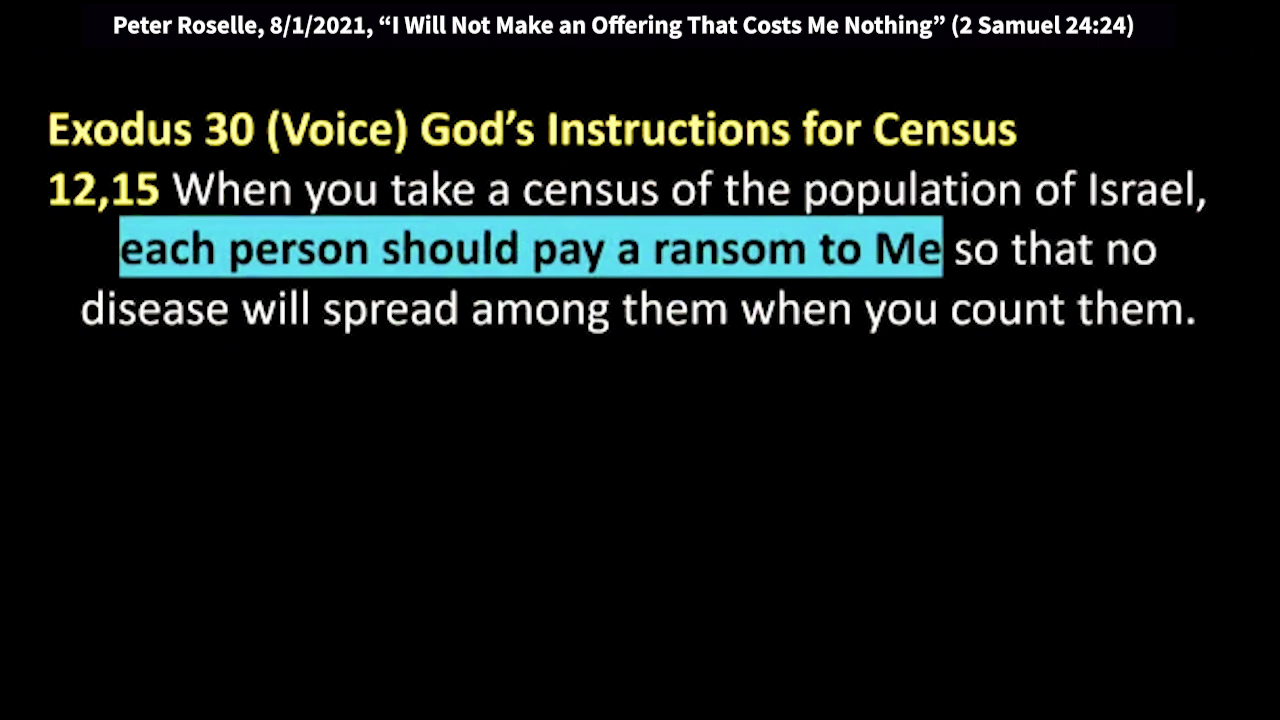 Peter Roselle, 8/1/2021, “I Will Not Make an Offering That Costs Me Nothing” (2 Samuel 24:24)
Exodus 30 (Voice) God’s Instructions for Census
12,15 When you take a census of the population of Israel,
each person should pay a ransom to Me so that no
disease will spread among them when you count them.